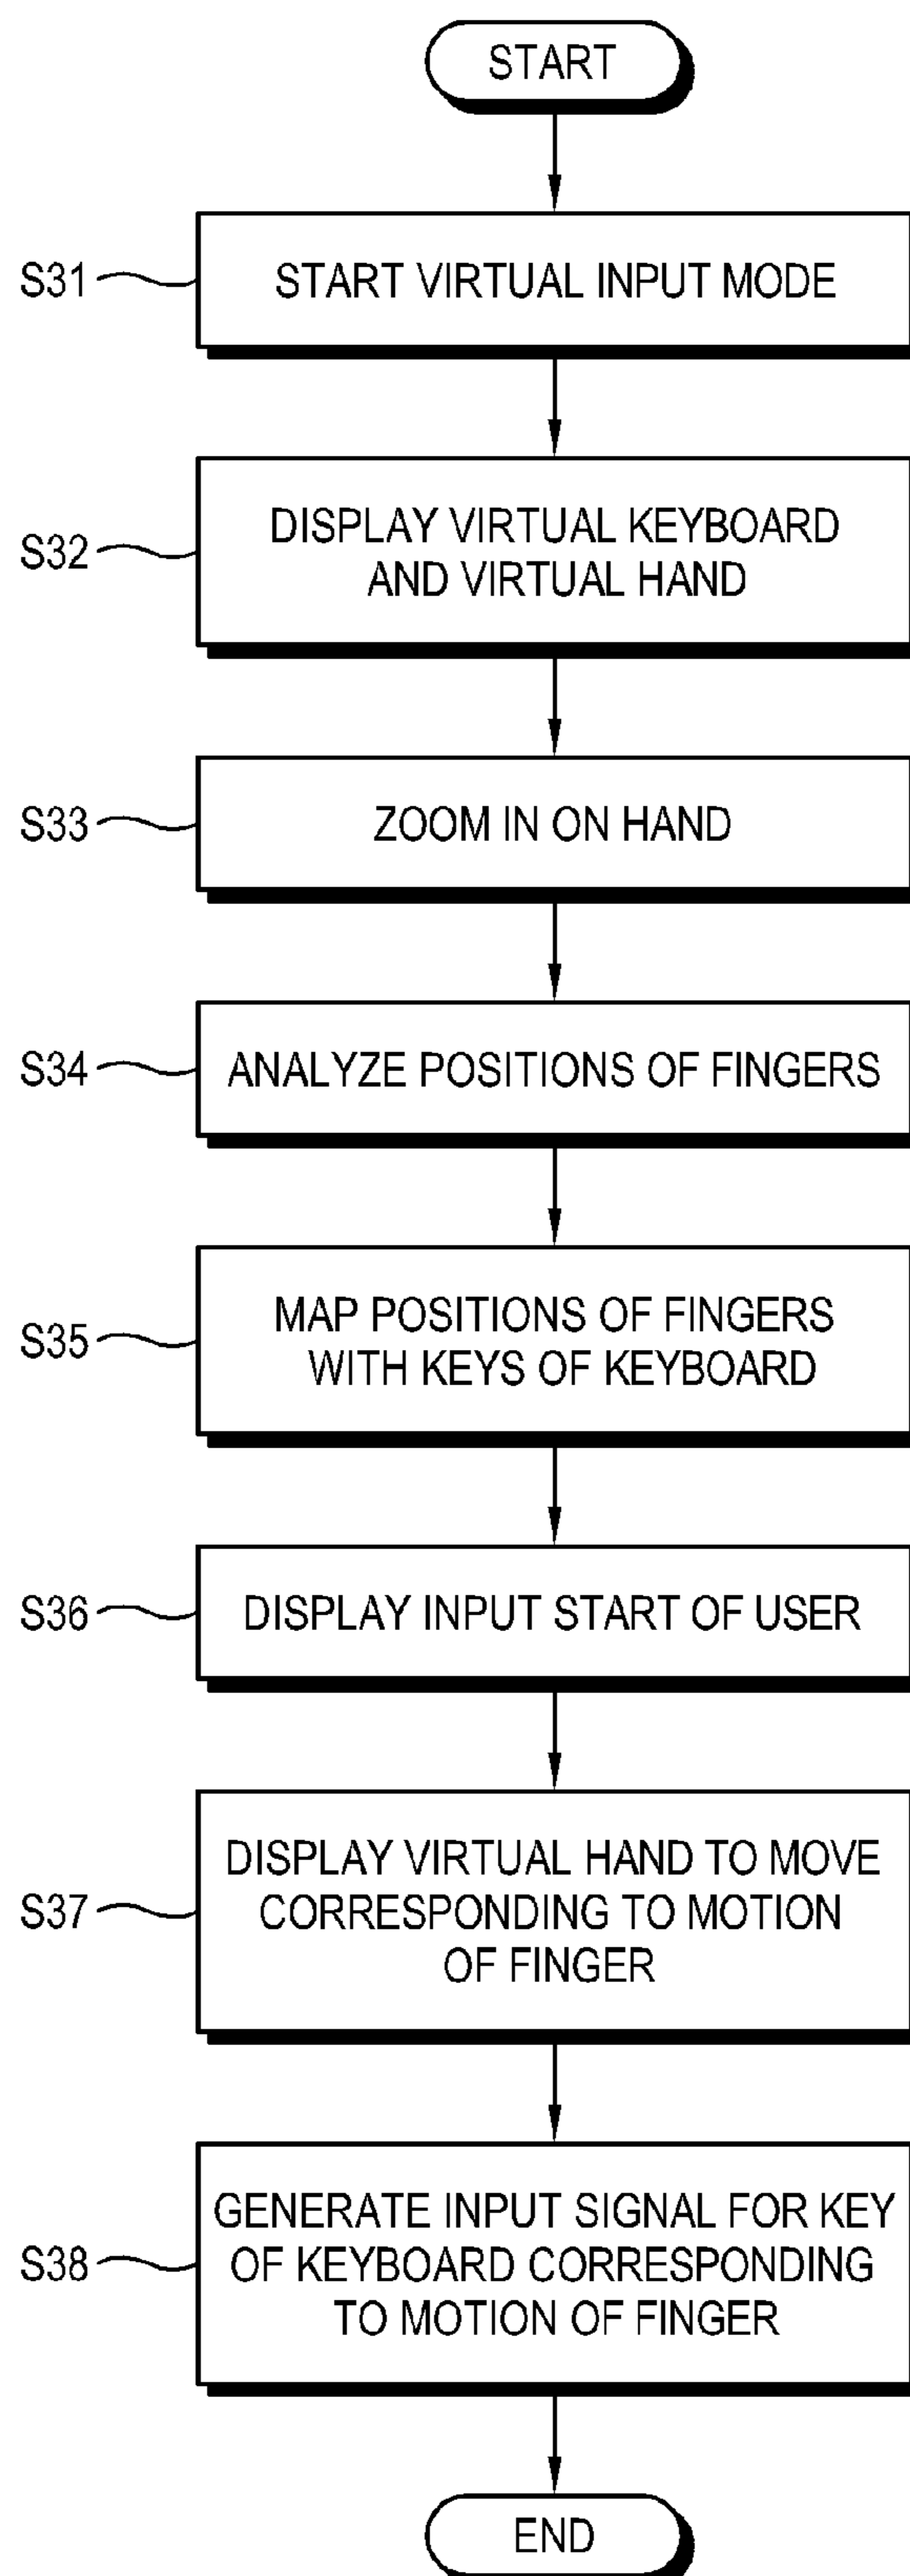 START
S31
START VIRTUAL INPUT MODE
S32
DISPLAY VIRTUAL KEYBOARD
AND VIRTUAL HAND
S33
ZOOM IN ON HAND
S34
ANALYZE POSITIONS OF FINGERS
S35
MAP POSITIONS OF FINGERS
WITH KEYS OF KEYBOARD
S36
DISPLAY INPUT START OF USER
S37
DISPLAY VIRTUAL HAND TO MOVE
CORRESPONDING TO MOTION
OF FINGER
S38
GENERATE INPUT SIGNAL FOR KEY
OF KEYBOARD CORRESPONDING
TO MOTION OF FINGER
END